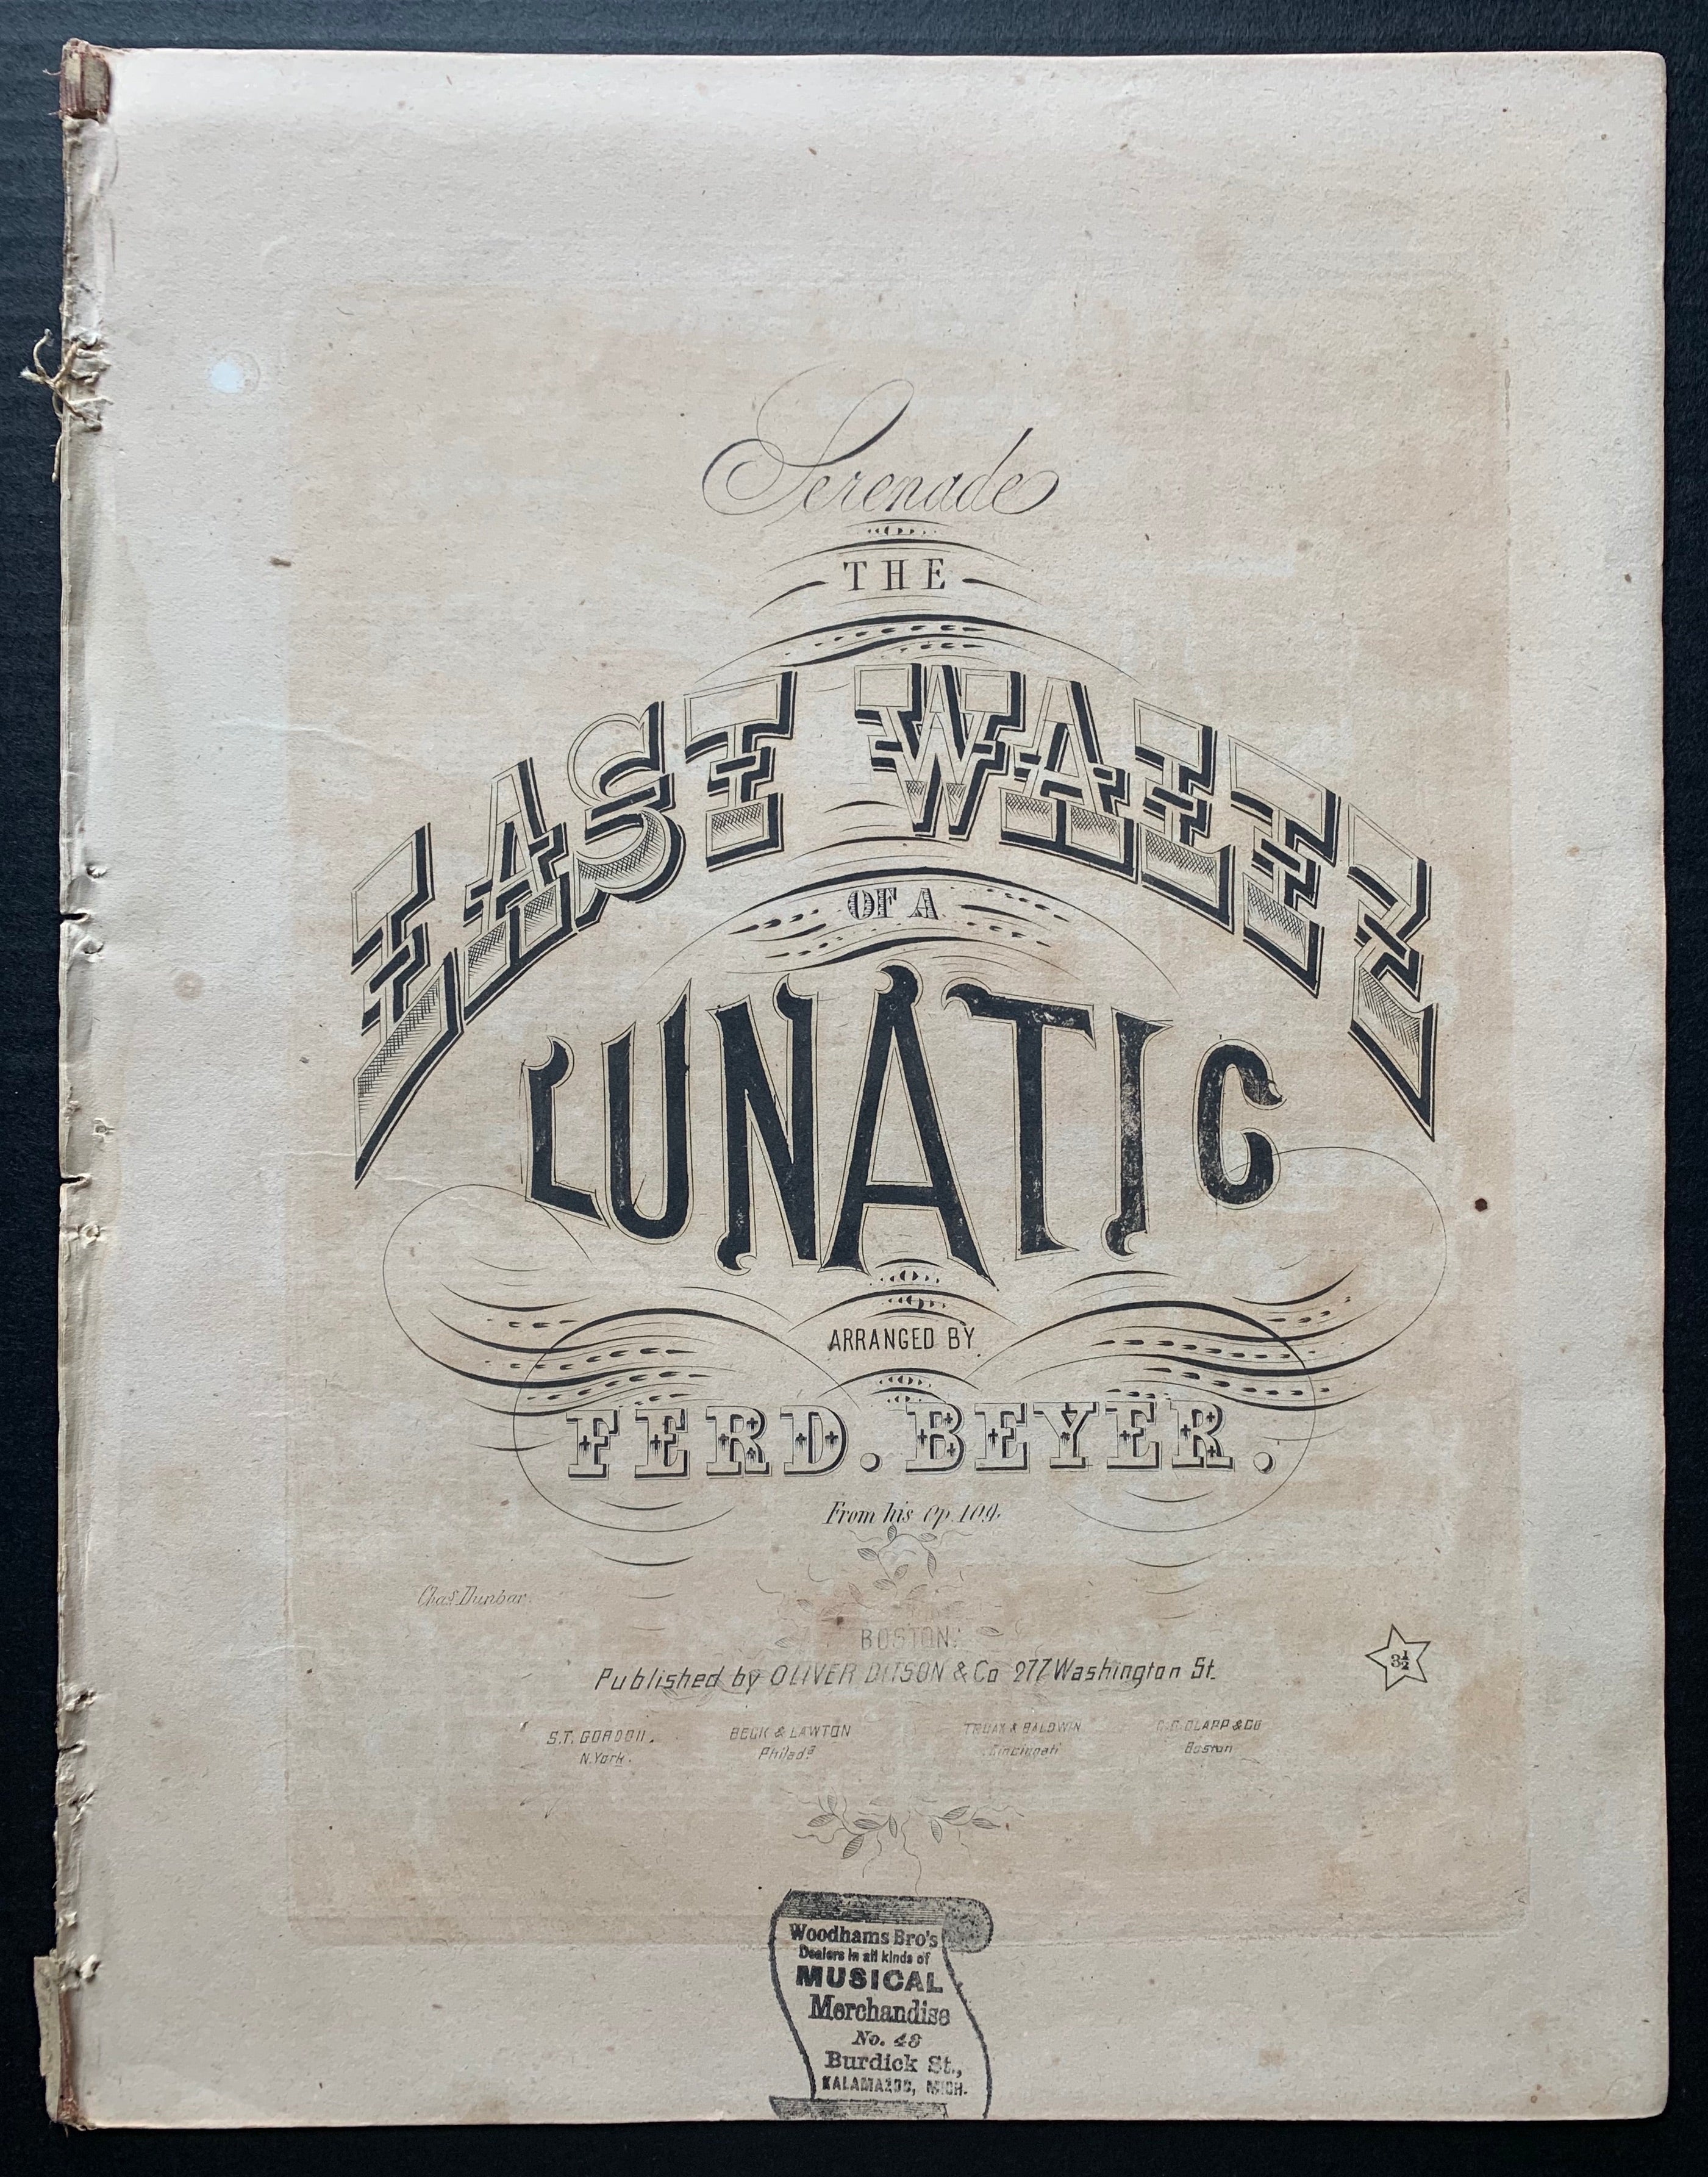 Serenade
THE
LAST WALTZ
OF A
LUNATIC
ARRANGED BY
FERD. BEYER.
From his Op. 109.
Chas. Dunbar.
BOSTON.
Published by OLIVER DITSON & Co 277 Washington St.
3½
S.T. GORDON. BECK & LAWTON TRUAX & BALDWIN C.C. CLAPP & CO
N.York. Philada Cincinnati Boston
Woodhams Bro's
Dealers in all kinds of
MUSICAL
Merchandise
No. 48
Burdick St.,
KALAMAZOO, MICH.